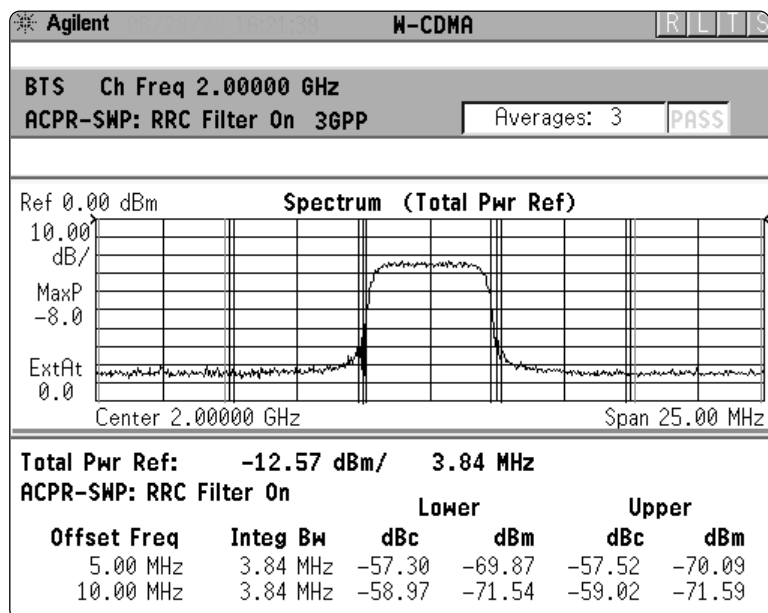 Agilent W-CDMA R L T S
BTS Ch Freq 2.00000 GHz
ACPR-SWP: RRC Filter On 3GPP Averages: 3 PASS
Ref 0.00 dBm Spectrum (Total Pwr Ref)
10.00
dB/
MaxP
-8.0
ExtAt
0.0
Center 2.00000 GHz Span 25.00 MHz
Total Pwr Ref: -12.57 dBm/ 3.84 MHz
ACPR-SWP: RRC Filter On
Lower Upper
Offset Freq Integ Bw dBc dBm dBc dBm
5.00 MHz 3.84 MHz -57.30 -69.87 -57.52 -70.09
10.00 MHz 3.84 MHz -58.97 -71.54 -59.02 -71.59